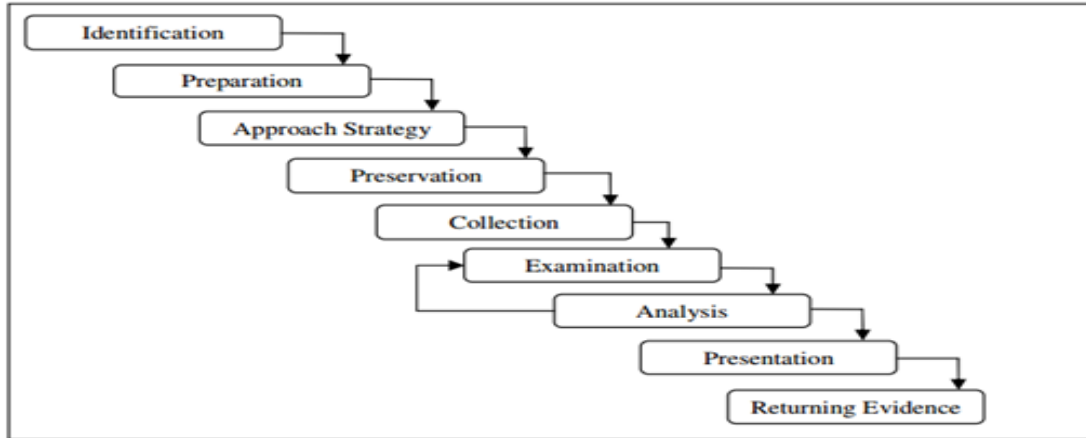 Identification
Preparation
Approach Strategy
Preservation
Collection
Examination
Analysis
Presentation
Returning Evidence